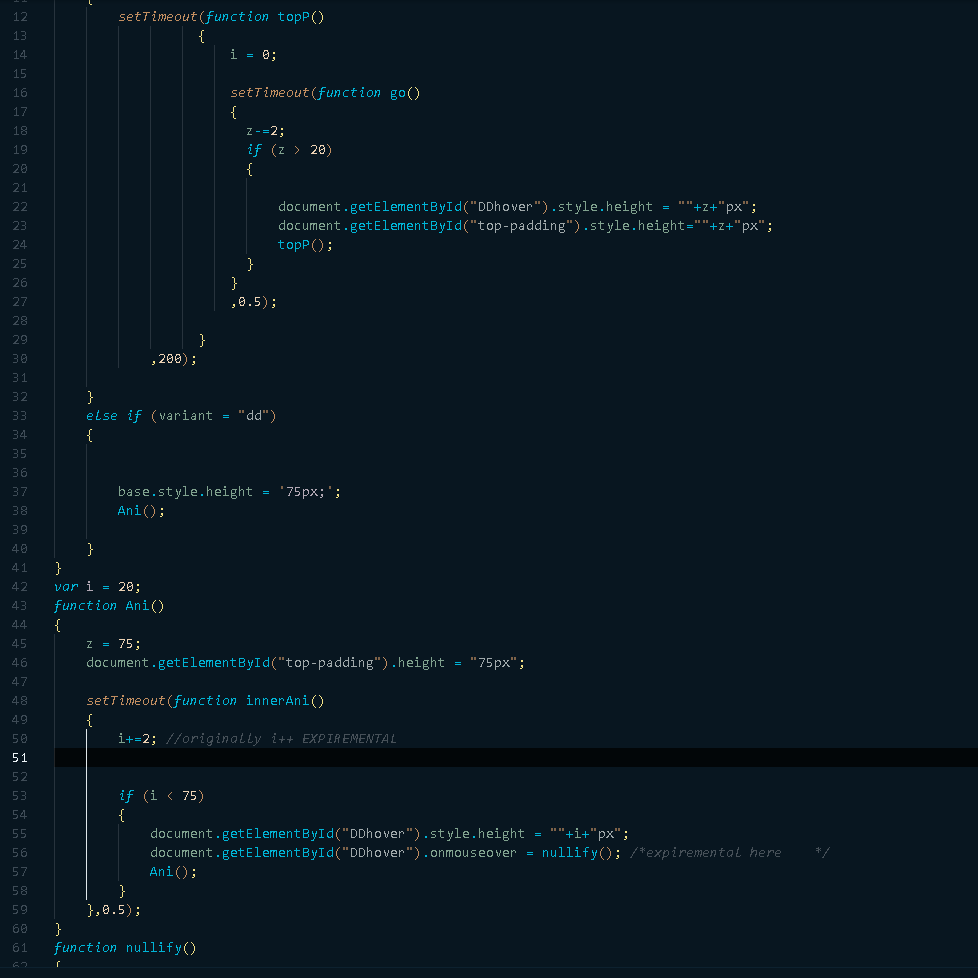 12 setTimeout(function topP()
13 {
14 i = 0;
15
16 setTimeout(function go()
17 {
18 z-=2;
19 if (z > 20)
20 {
21
22 document.getElementById("DDhover").style.height = ""+z+"px";
23 document.getElementById("top-padding").style.height=""+z+"px";
24 topP();
25 }
26 }
27 ,0.5);
28
29 }
30 ,200);
31
32 }
33 else if (variant = "dd")
34 {
35
36
37 base.style.height = '75px;';
38 Ani();
39
40 }
41 }
42 var i = 20;
43 function Ani()
44 {
45 z = 75;
46 document.getElementById("top-padding").height = "75px";
47
48 setTimeout(function innerAni()
49 {
50 i+=2; //originally i++ EXPIREMENTAL
51
52
53 if (i < 75)
54 {
55 document.getElementById("DDhover").style.height = ""+i+"px";
56 document.getElementById("DDhover").onmouseover = nullify(); /*expiremental here    */
57 Ani();
58 }
59 },0.5);
60 }
61 function nullify()
62 {